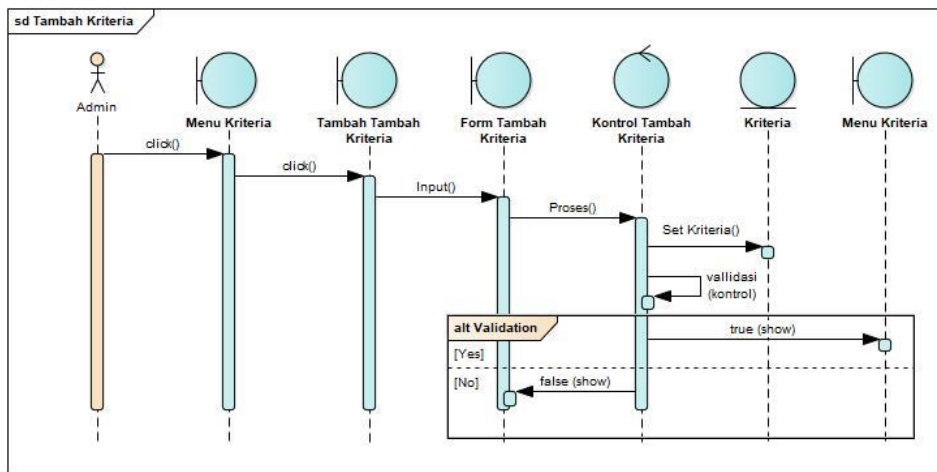 sd Tambah Kriteria
Admin
Menu Kriteria
Tambah Tambah
Kriteria
Form Tambah
Kriteria
Kontrol Tambah
Kriteria
Kriteria
Menu Kriteria
click()
click()
Input()
Proses()
Set Kriteria()
vallidasi
(kontrol)
alt Validation
true (show)
[Yes]
[No]
false (show)